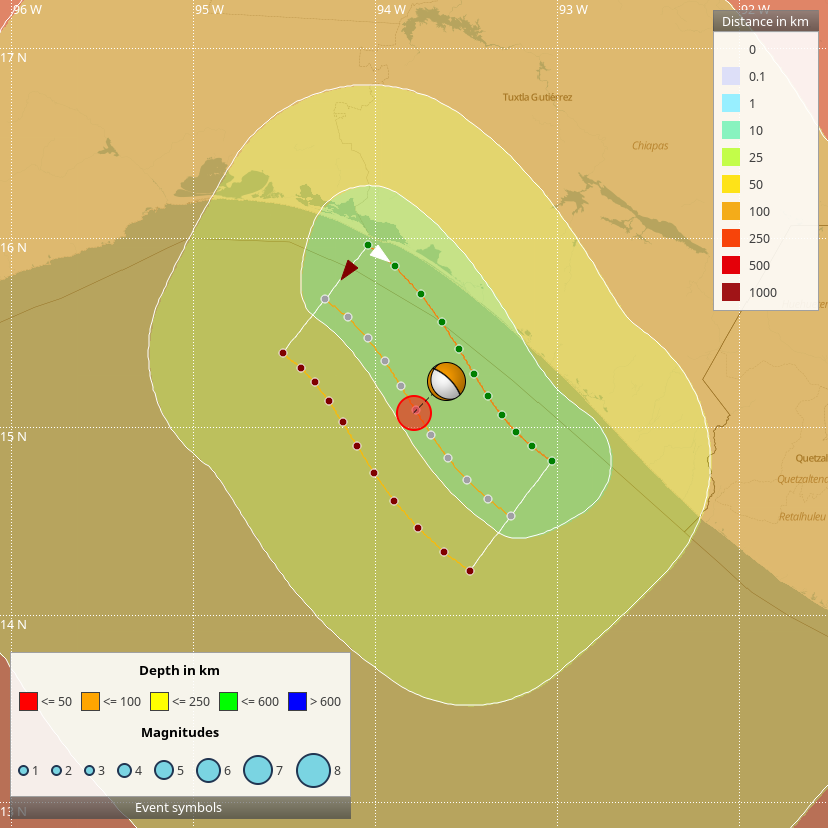 96 W
95 W
94 W
93 W
92 W
Distance in km
0
0.1
1
10
25
50
100
250
500
1000
17 N
Tuxtla Gutiérrez
Chiapas
16 N
15 N
Quetzal
Quetzaltena
Retalhuleu
14 N
Depth in km
<= 50 <= 100 <= 250 <= 600 > 600
Magnitudes
1 2 3 4 5 6 7 8
Event symbols
13 N